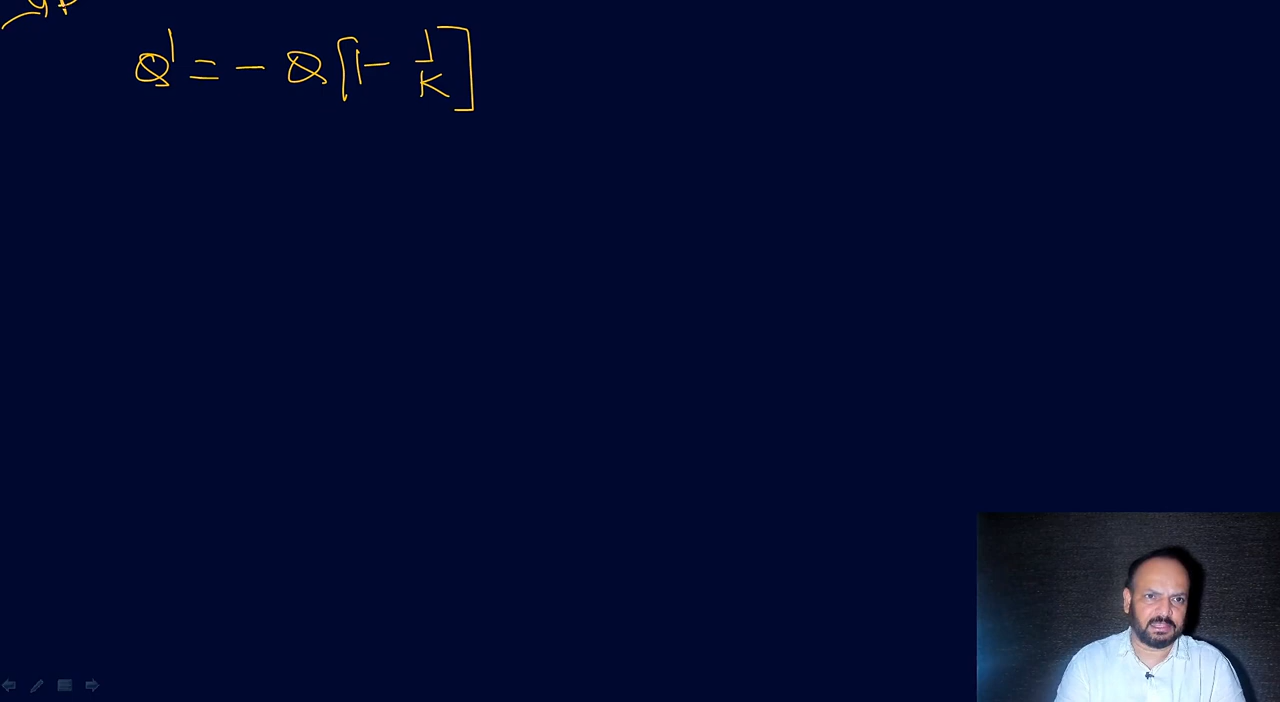 Q' = - Q [1 - 1/K]